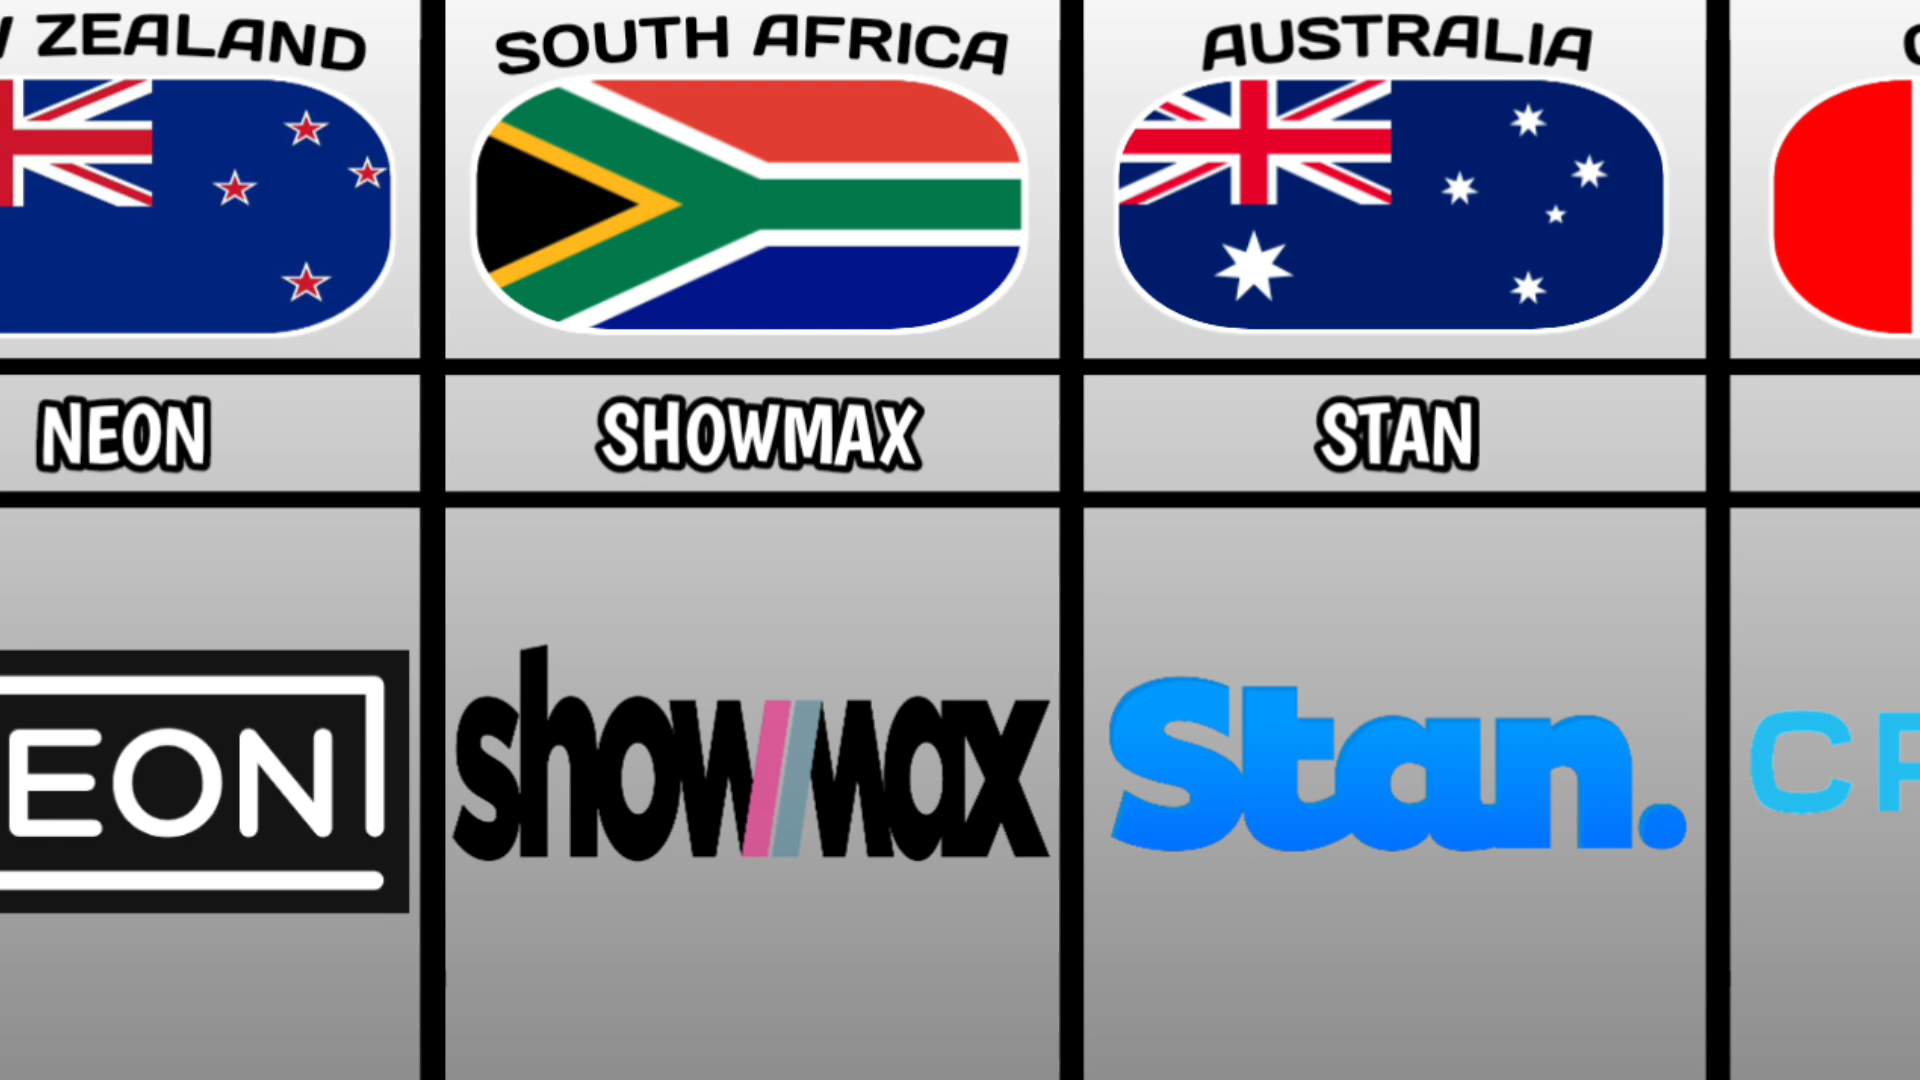 ZEALAND
SOUTH AFRICA
AUSTRALIA
NEON
SHOWMAX
STAN
EON
showmax
Stan.